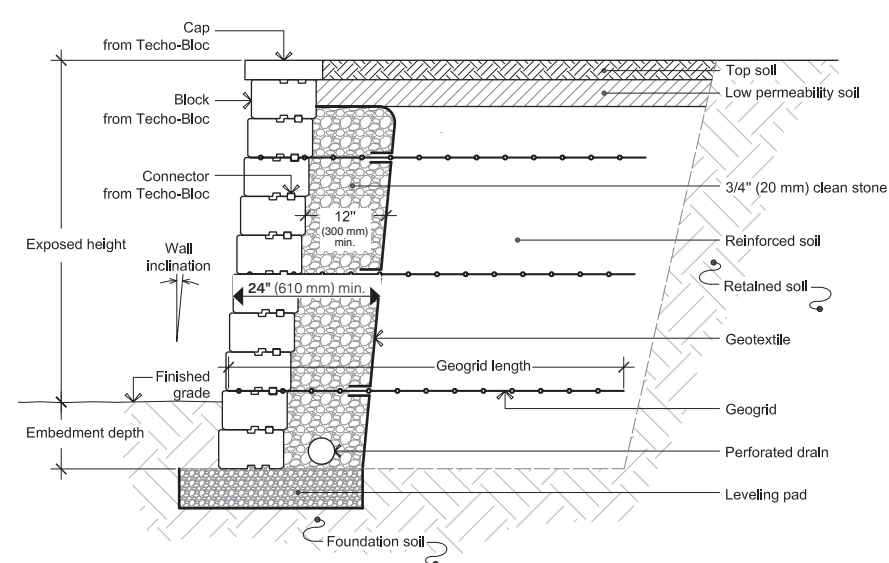 Cap
from Techo-Bloc
Top soil
Low permeability soil
Block
from Techo-Bloc
Connector
from Techo-Bloc
3/4" (20 mm) clean stone
12"
(300 mm)
min.
Exposed height
Wall
inclination
Reinforced soil
24" (610 mm) min.
Retained soil
Geotextile
Geogrid length
Finished
grade
Geogrid
Embedment depth
Perforated drain
Leveling pad
Foundation soil